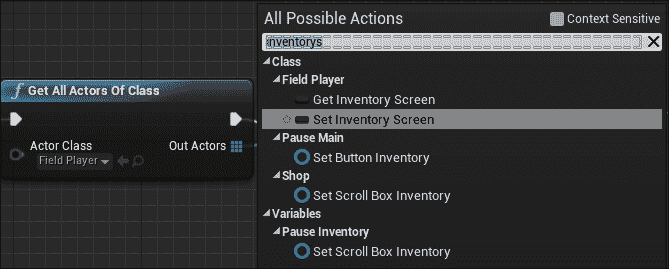 f Get All Actors Of Class
Actor Class
Field Player
Out Actors
All Possible Actions
Context Sensitive
inventorys
Class
Field Player
Get Inventory Screen
Set Inventory Screen
Pause Main
Set Button Inventory
Shop
Set Scroll Box Inventory
Variables
Pause Inventory
Set Scroll Box Inventory